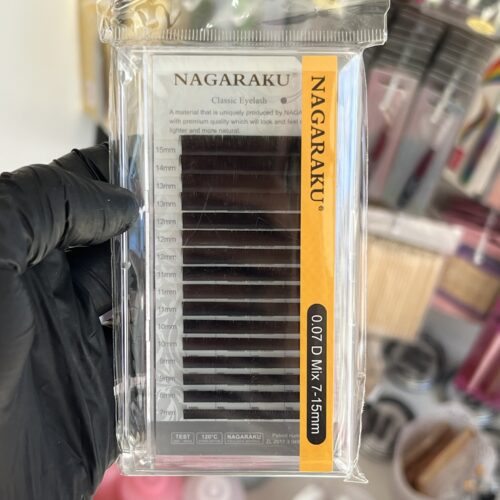 NAGARAKU
Classic Eyelash
A material that is uniquely produced by NAGA
with premium quality which will look and feel
lighter and more natural.
15mm
14mm
13mm
13mm
12mm
12mm
12mm
11mm
11mm
11mm
10mm
10mm
9mm
9mm
8mm
7mm
TEST
120°C
NAGARAKU
NAGARAKU®
0.07 D Mix 7-15mm